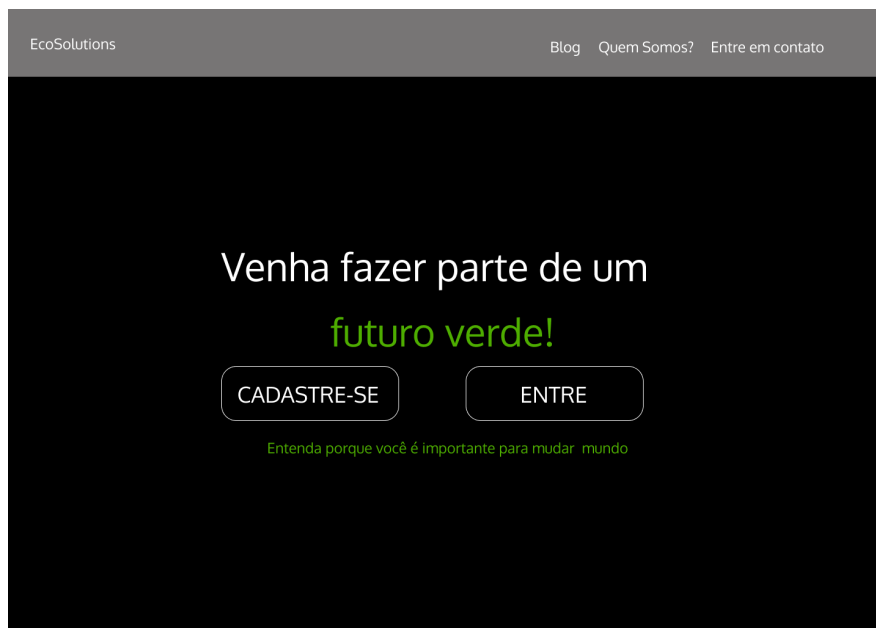 EcoSolutions
Blog Quem Somos? Entre em contato
Venha fazer parte de um
futuro verde!
CADASTRE-SE ENTRE
Entenda porque você é importante para mudar  mundo